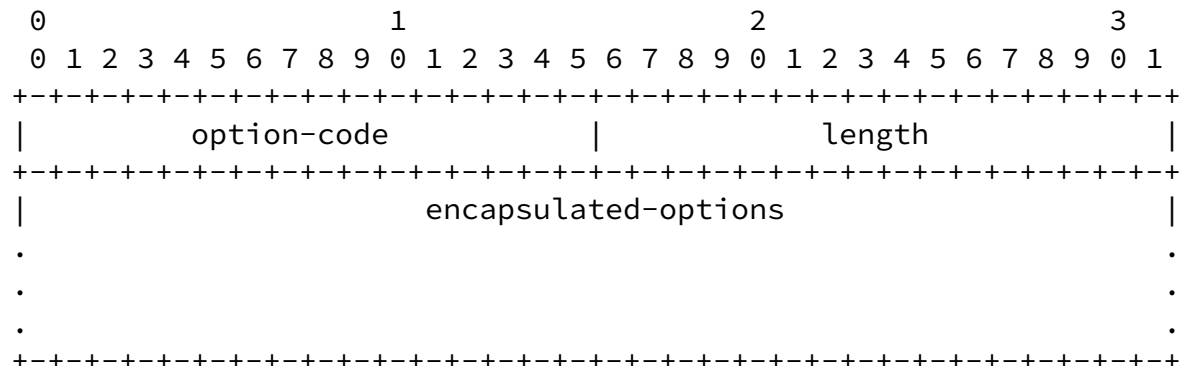 0                   1                   2                   3
 0 1 2 3 4 5 6 7 8 9 0 1 2 3 4 5 6 7 8 9 0 1 2 3 4 5 6 7 8 9 0 1
+-+-+-+-+-+-+-+-+-+-+-+-+-+-+-+-+-+-+-+-+-+-+-+-+-+-+-+-+-+-+-+-+
|         option-code           |            length             |
+-+-+-+-+-+-+-+-+-+-+-+-+-+-+-+-+-+-+-+-+-+-+-+-+-+-+-+-+-+-+-+-+
|                      encapsulated-options                     |
.                                                               .
.                                                               .
.                                                               .
+-+-+-+-+-+-+-+-+-+-+-+-+-+-+-+-+-+-+-+-+-+-+-+-+-+-+-+-+-+-+-+-+